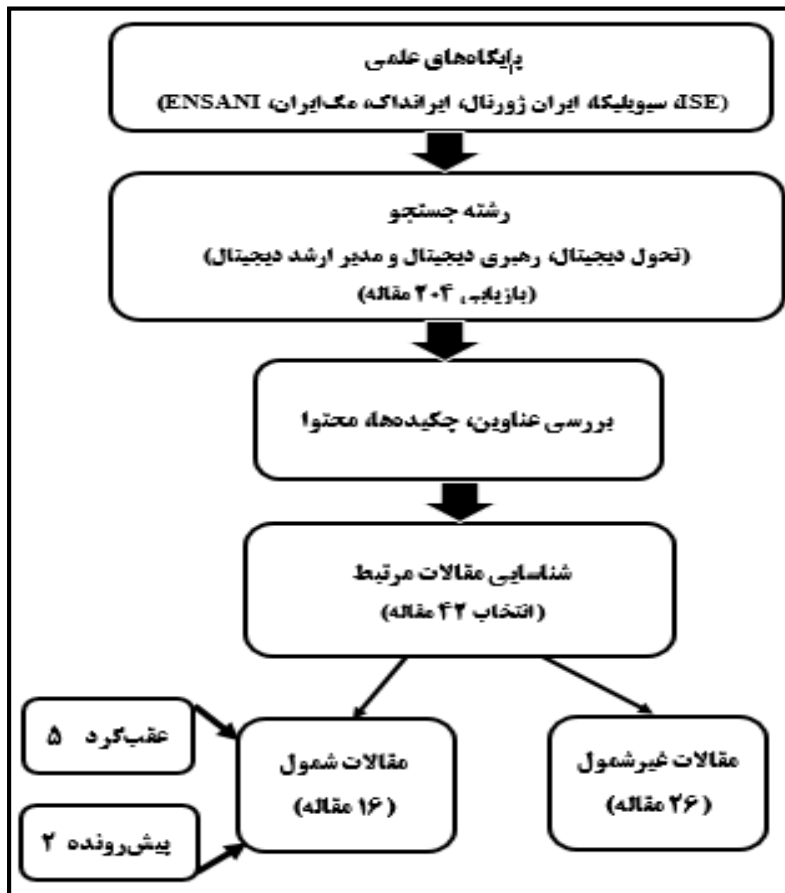 پایگاه‌های علمی
(ISE، سیویلیکا، ایران ژورنال، ایرانداک، مگ‌ایران، ENSANI)
رشته جستجو
(تحول دیجیتال، رهبری دیجیتال و مدیر ارشد دیجیتال)
(بازیابی ۲۰۴ مقاله)
بررسی عناوین، چکیده‌ها، محتوا
شناسایی مقالات مرتبط
(انتخاب ۴۲ مقاله)
عقب‌گرد ۵
مقالات شمول
(۱۶ مقاله)
مقالات غیرشمول
(۲۶ مقاله)
پیش‌رونده ۲